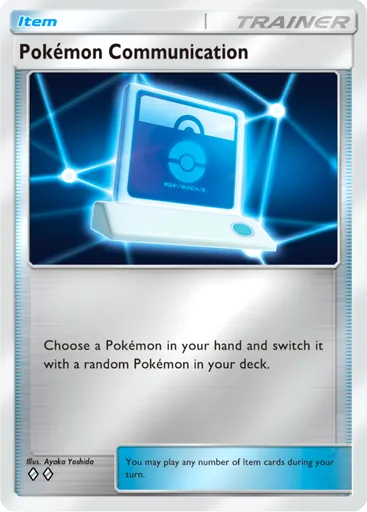 Item
TRAINER
Pokémon Communication
Choose a Pokémon in your hand and switch it
with a random Pokémon in your deck.
Illus. Ayaka Yoshida
You may play any number of Item cards during your
turn.